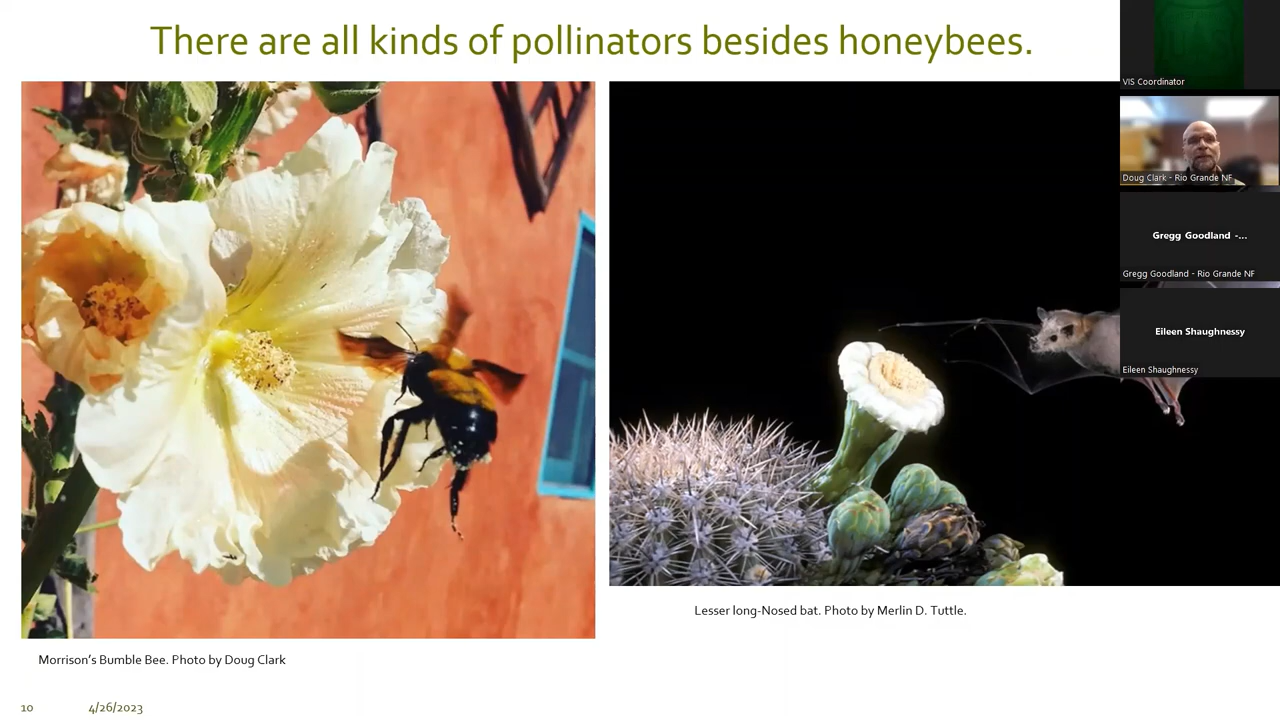 There are all kinds of pollinators besides honeybees.
VIS Coordinator
Doug Clark - Rio Grande NF
Gregg Goodland -...
Gregg Goodland - Rio Grande NF
Eileen Shaughnessy
Eileen Shaughnessy
Lesser long-Nosed bat. Photo by Merlin D. Tuttle.
Morrison's Bumble Bee. Photo by Doug Clark
10 4/26/2023